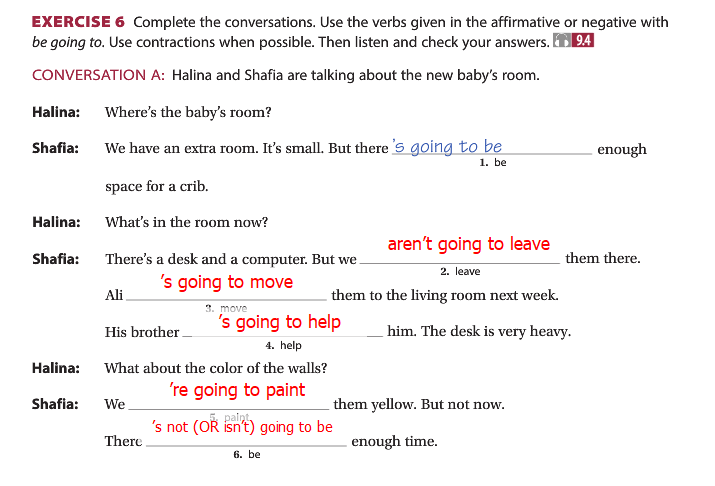 EXERCISE 6 Complete the conversations. Use the verbs given in the affirmative or negative with
be going to. Use contractions when possible. Then listen and check your answers. 9.4
CONVERSATION A: Halina and Shafia are talking about the new baby's room.
Halina: Where's the baby's room?
Shafia: We have an extra room. It's small. But there 's going to be enough
1. be
space for a crib.
Halina: What's in the room now?
Shafia: There's a desk and a computer. But we aren't going to leave them there.
2. leave
Ali 's going to move them to the living room next week.
3. move
His brother 's going to help him. The desk is very heavy.
4. help
Halina: What about the color of the walls?
Shafia: We 're going to paint them yellow. But not now.
5. paint
There 's not (OR isn't) going to be enough time.
6. be